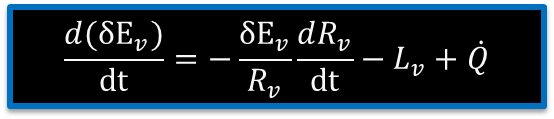 d(δE_v)/dt = − δE_v/R_v dR_v/dt − L_v + Q̇